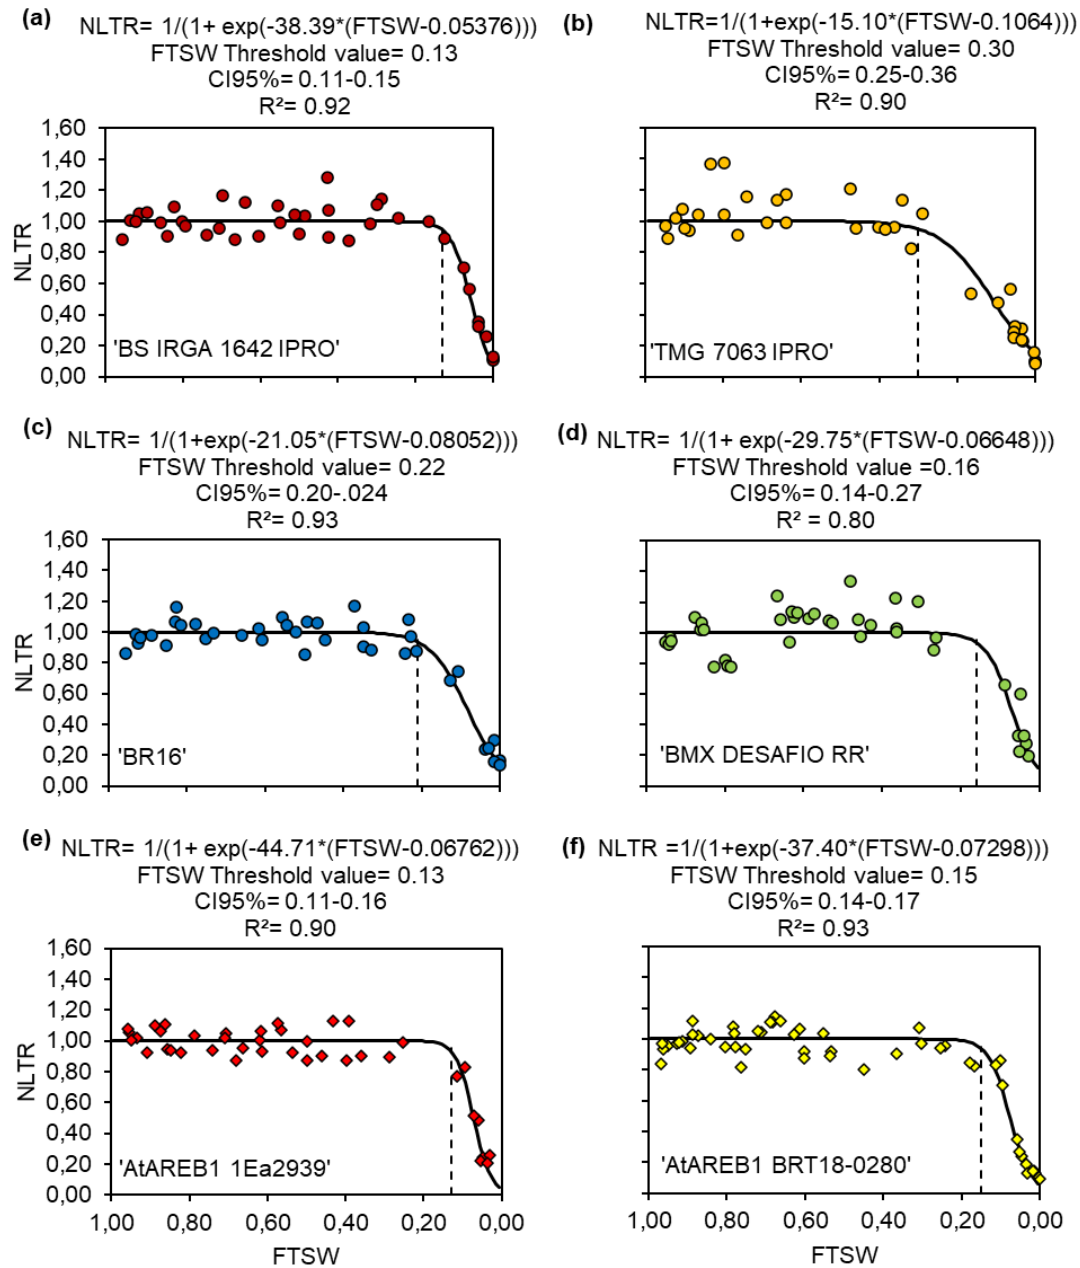 (a) NLTR= 1/(1+ exp(-38.39*(FTSW-0.05376)))
FTSW Threshold value= 0.13
CI95%= 0.11-0.15
R²= 0.92
1,60
1,40
1,20
1,00
0,80
0,60
0,40
0,20
0,00
NLTR
'BS IRGA 1642 IPRO'
(b) NLTR=1/(1+exp(-15.10*(FTSW-0.1064)))
FTSW Threshold value= 0.30
CI95%= 0.25-0.36
R²= 0.90
'TMG 7063 IPRO'
(c) NLTR= 1/(1+exp(-21.05*(FTSW-0.08052)))
FTSW Threshold value= 0.22
CI95%= 0.20-.024
R²= 0.93
1,60
1,40
1,20
1,00
0,80
0,60
0,40
0,20
0,00
NLTR
'BR16'
(d) NLTR= 1/(1+ exp(-29.75*(FTSW-0.06648)))
FTSW Threshold value =0.16
CI95%= 0.14-0.27
R² = 0.80
'BMX DESAFIO RR'
(e) NLTR= 1/(1+ exp(-44.71*(FTSW-0.06762)))
FTSW Threshold value= 0.13
CI95%= 0.11-0.16
R²= 0.90
1,60
1,40
1,20
1,00
0,80
0,60
0,40
0,20
0,00
NLTR
'AtAREB1 1Ea2939'
1,00 0,80 0,60 0,40 0,20 0,00
FTSW
(f) NLTR =1/(1+exp(-37.40*(FTSW-0.07298)))
FTSW Threshold value= 0.15
CI95%= 0.14-0.17
R²= 0.93
'AtAREB1 BRT18-0280'
1,00 0,80 0,60 0,40 0,20 0,00
FTSW